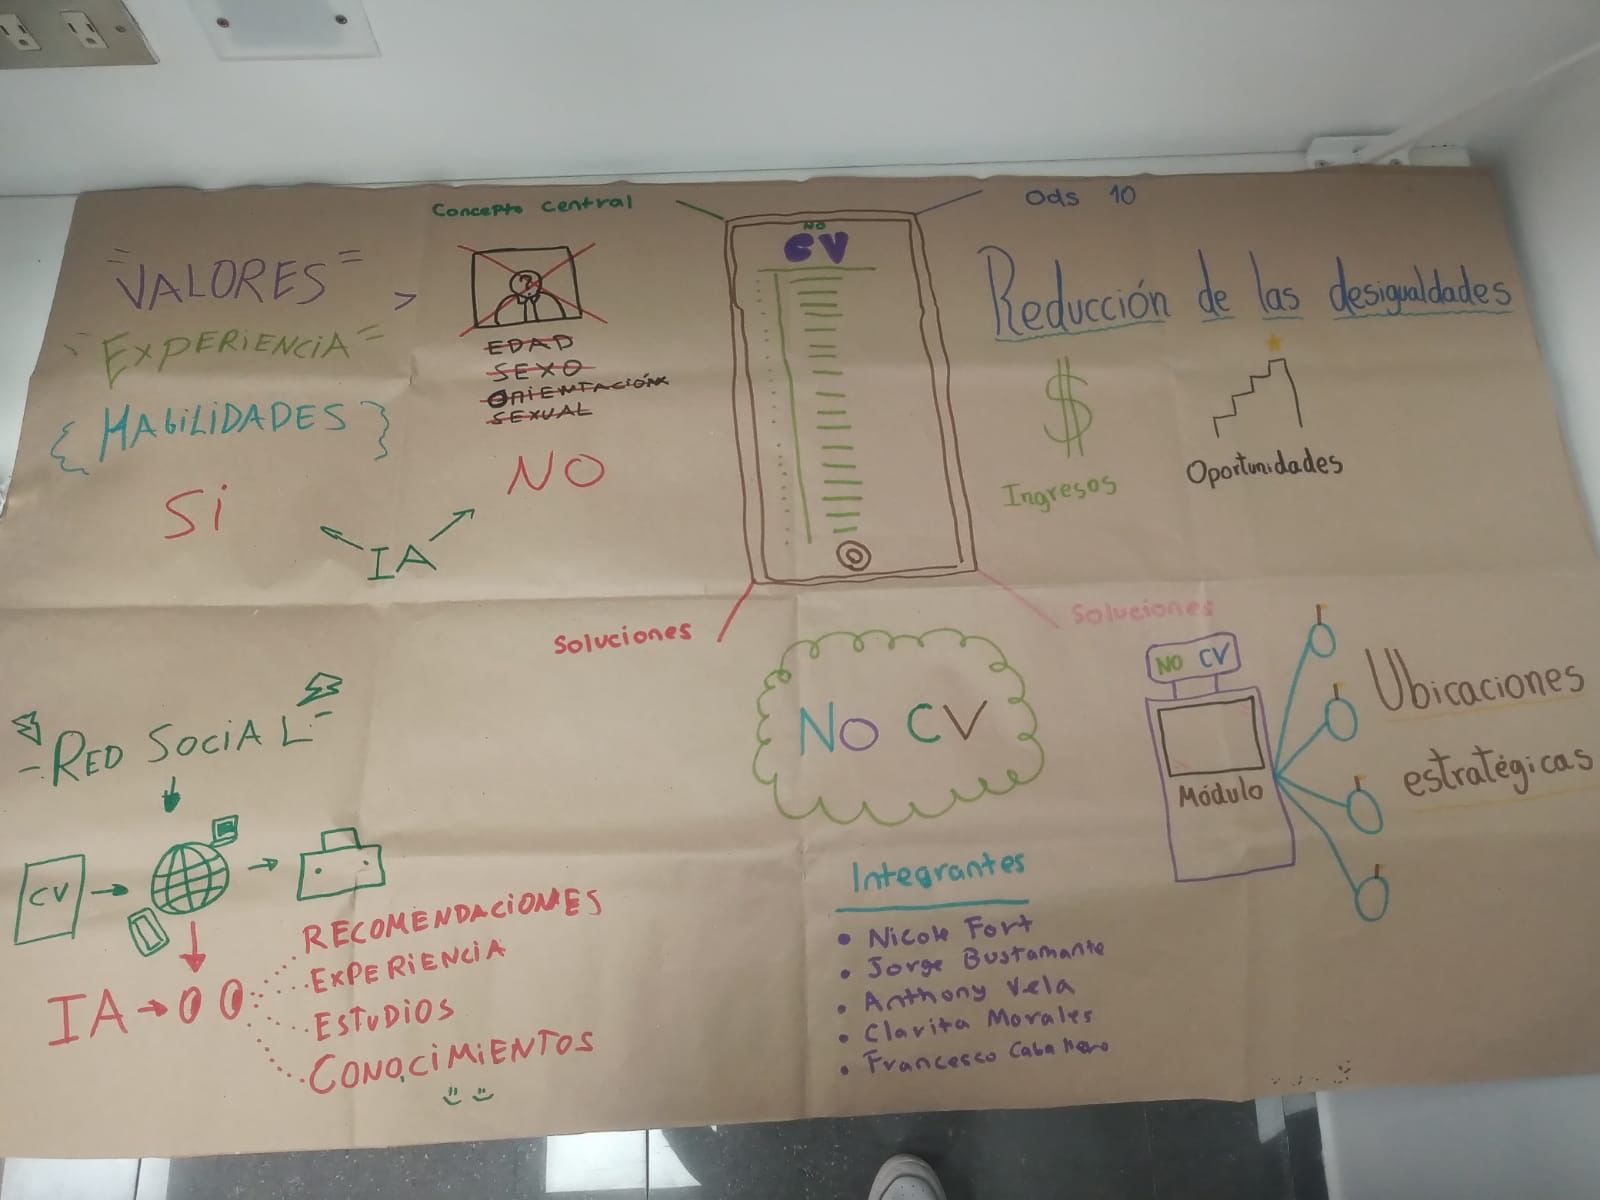 Concepto central
"VALORES"
"EXPERIENCIA"
{HABILIDADES}
SI
>
?
EDAD
SEXO
ORIENTACIÓN
SEXUAL
NO
IA
NO
CV
Ods 10
Reducción de las desigualdades
$
Ingresos
Oportunidades
Soluciones
-RED SOCIAL-
CV
IA
RECOMENDACIONES
EXPERIENCIA
ESTUDIOS
CONOCIMIENTOS
NO CV
Integrantes
• Nicole Fort
• Jorge Bustamante
• Anthony Vela
• Clarita Morales
• Francesco Caballero
Soluciones
NO CV
Módulo
Ubicaciones
estratégicas